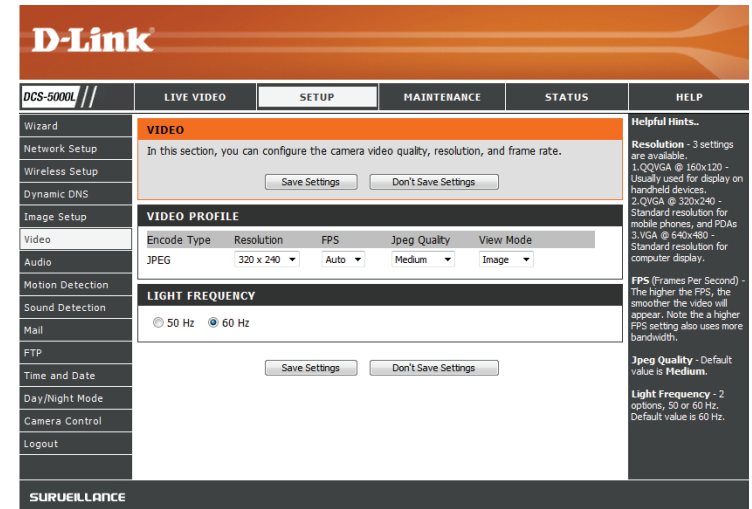 D-Link
DCS-5000L //
LIVE VIDEO
SETUP
MAINTENANCE
STATUS
HELP
Wizard
Network Setup
Wireless Setup
Dynamic DNS
Image Setup
Video
Audio
Motion Detection
Sound Detection
Mail
FTP
Time and Date
Day/Night Mode
Camera Control
Logout
VIDEO
In this section, you can configure the camera video quality, resolution, and frame rate.
Save Settings Don't Save Settings
VIDEO PROFILE
Encode Type Resolution FPS Jpeg Quality View Mode
JPEG 320 x 240 Auto Medium Image
LIGHT FREQUENCY
50 Hz 60 Hz
Save Settings Don't Save Settings
Helpful Hints..
Resolution - 3 settings
are available.
1.QQVGA @ 160x120 -
Usually used for display on
handheld devices.
2.QVGA @ 320x240 -
Standard resolution for
mobile phones, and PDAs
3.VGA @ 640x480 -
Standard resolution for
computer display.
FPS (Frames Per Second) -
The higher the FPS, the
smoother the video will
appear. Note the a higher
FPS setting also uses more
bandwidth.
Jpeg Quality - Default
value is Medium.
Light Frequency - 2
options, 50 or 60 Hz.
Default value is 60 Hz.
SURVEILLANCE